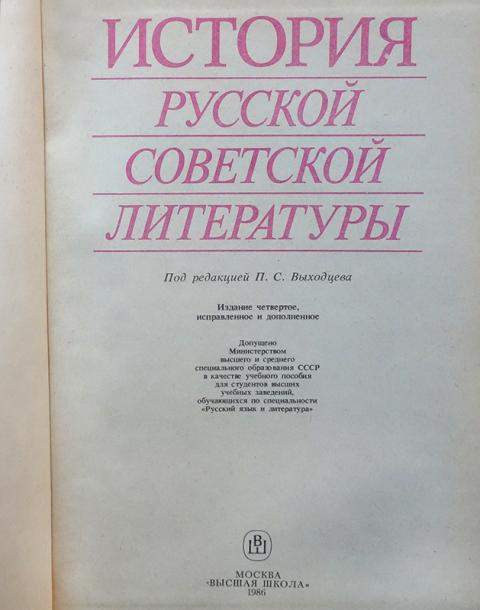 ИСТОРИЯ
РУССКОЙ
СОВЕТСКОЙ
ЛИТЕРАТУРЫ
Под редакцией П. С. Выходцева
Издание четвертое,
исправленное и дополненное
Допущено
Министерством
высшего и среднего
специального образования СССР
в качестве учебного пособия
для студентов высших
учебных заведений,
обучающихся по специальности
«Русский язык и литература»
ВШ
МОСКВА
«ВЫСШАЯ ШКОЛА»
1986